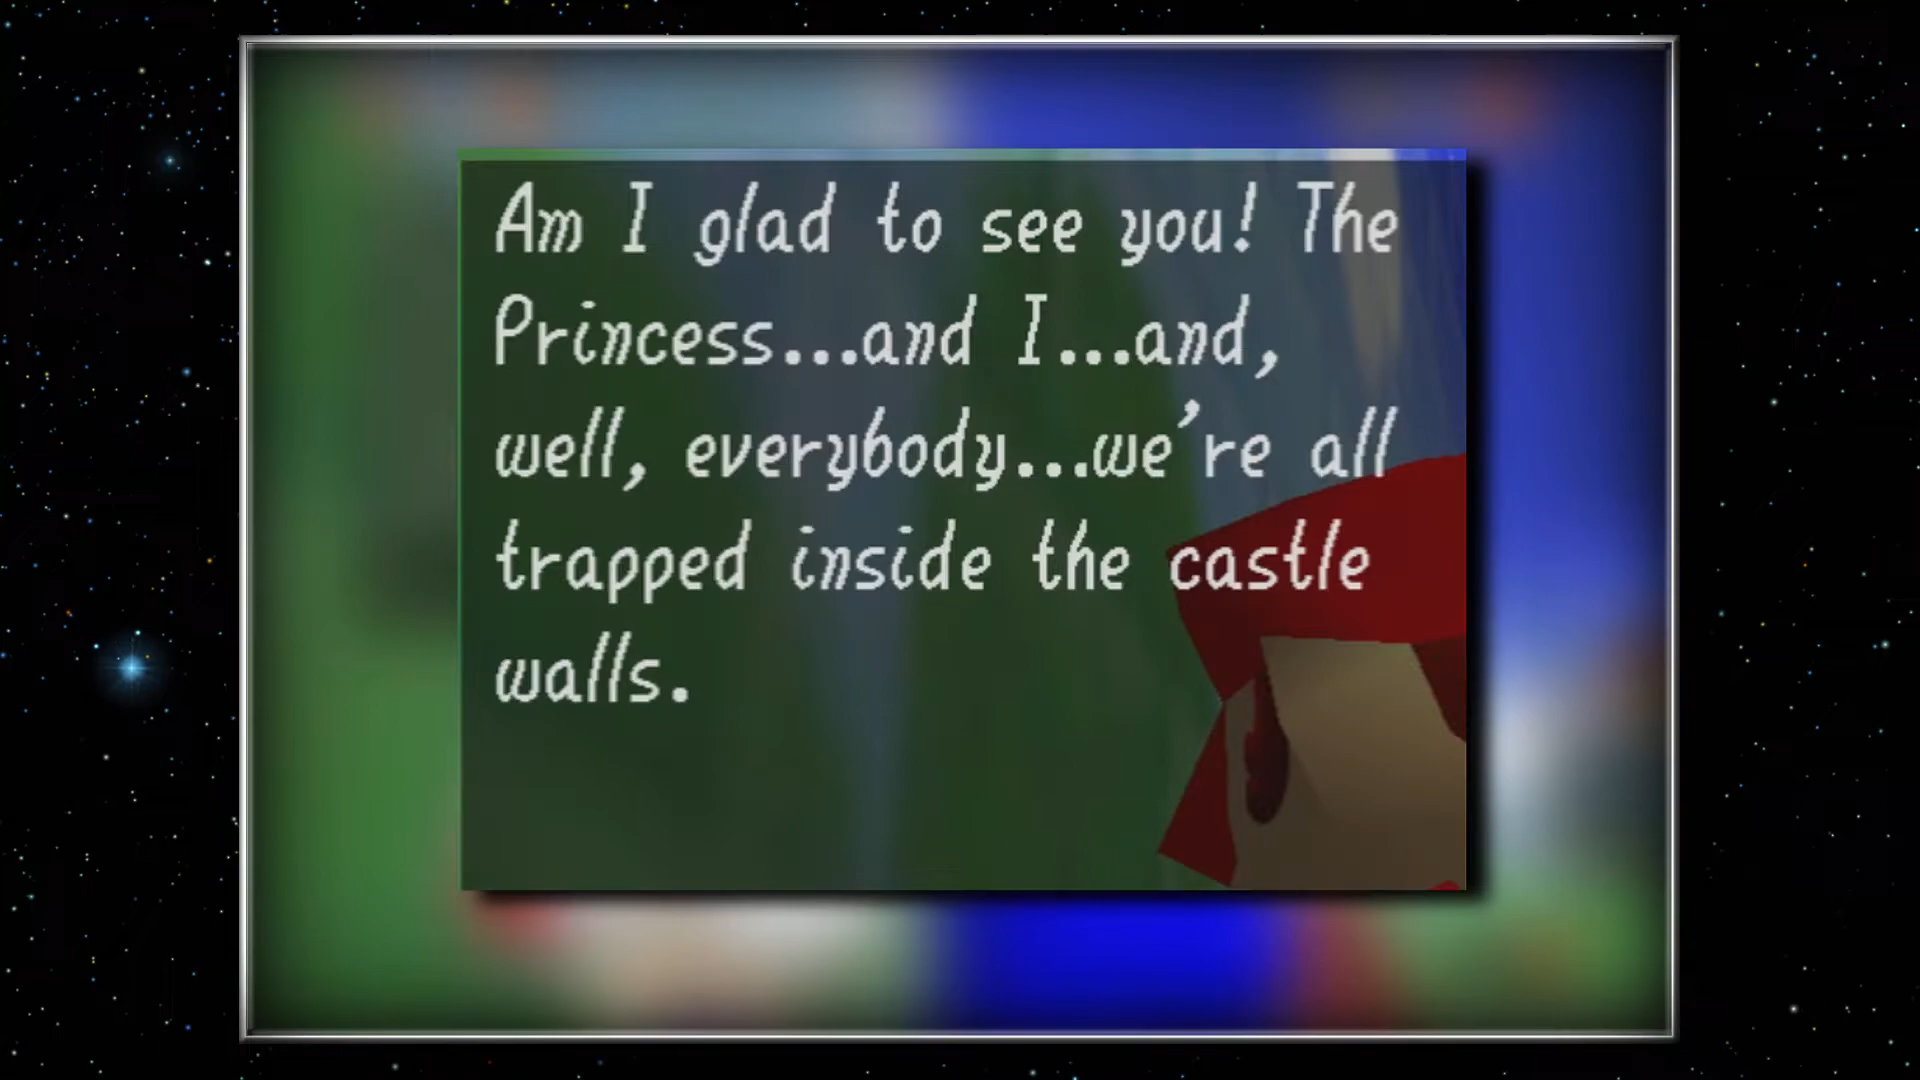 Am I glad to see you! The
Princess...and I...and,
well, everybody...we're all
trapped inside the castle
walls.